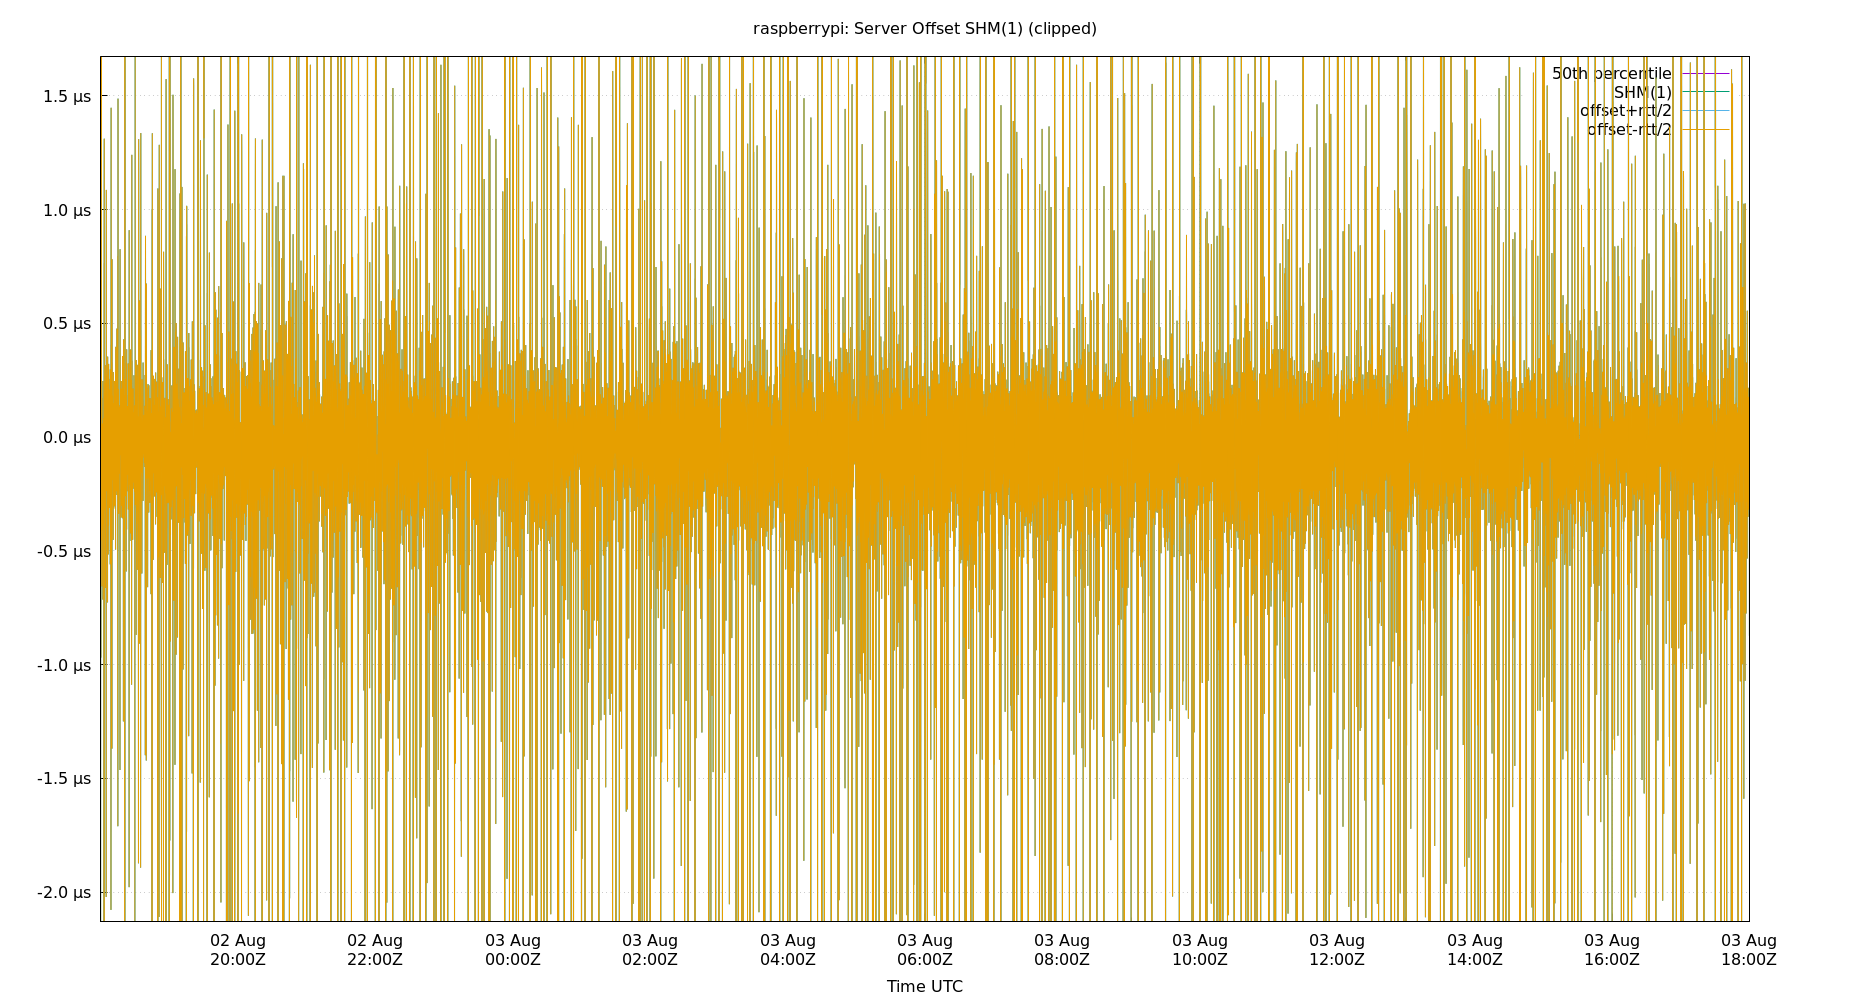 raspberrypi: Server Offset SHM(1) (clipped)
50th percentile
SHM(1)
offset+rtt/2
offset-rtt/2
1.5 µs
1.0 µs
0.5 µs
0.0 µs
-0.5 µs
-1.0 µs
-1.5 µs
-2.0 µs
02 Aug 02 Aug 03 Aug 03 Aug 03 Aug 03 Aug 03 Aug 03 Aug 03 Aug 03 Aug 03 Aug 03 Aug
20:00Z 22:00Z 00:00Z 02:00Z 04:00Z 06:00Z 08:00Z 10:00Z 12:00Z 14:00Z 16:00Z 18:00Z
Time UTC